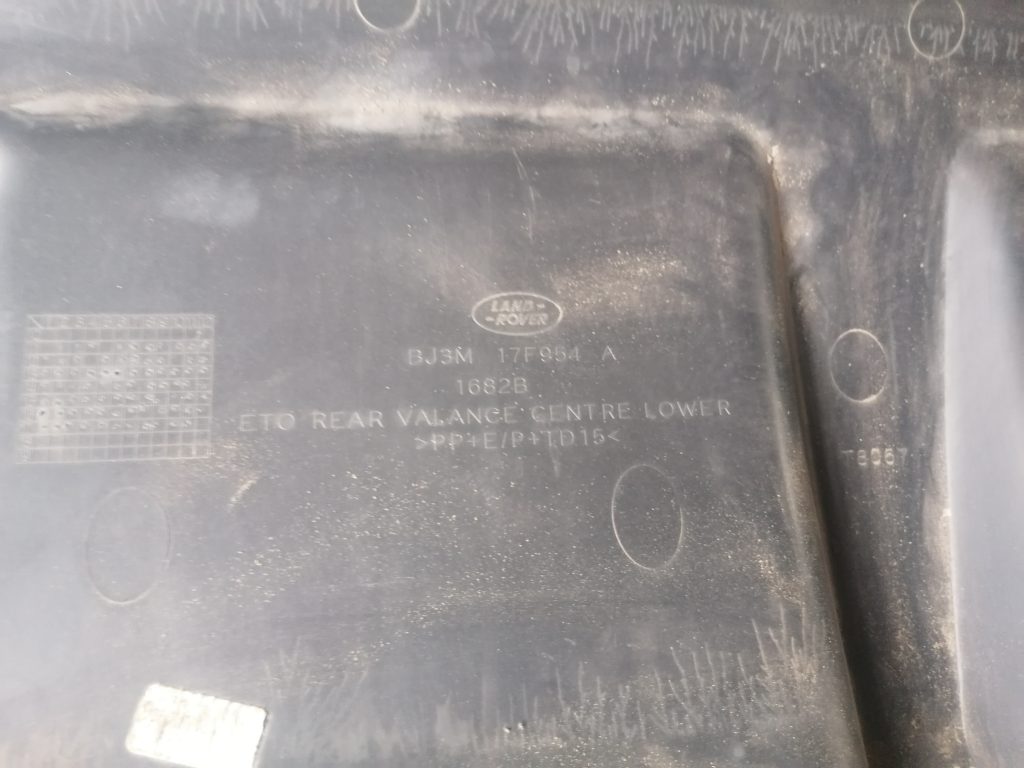 LAND-
-ROVER
BJ3M 17F954 A
1682B
ETO REAR VALANCE CENTRE LOWER
>PP+E/P+TD15<
T8067